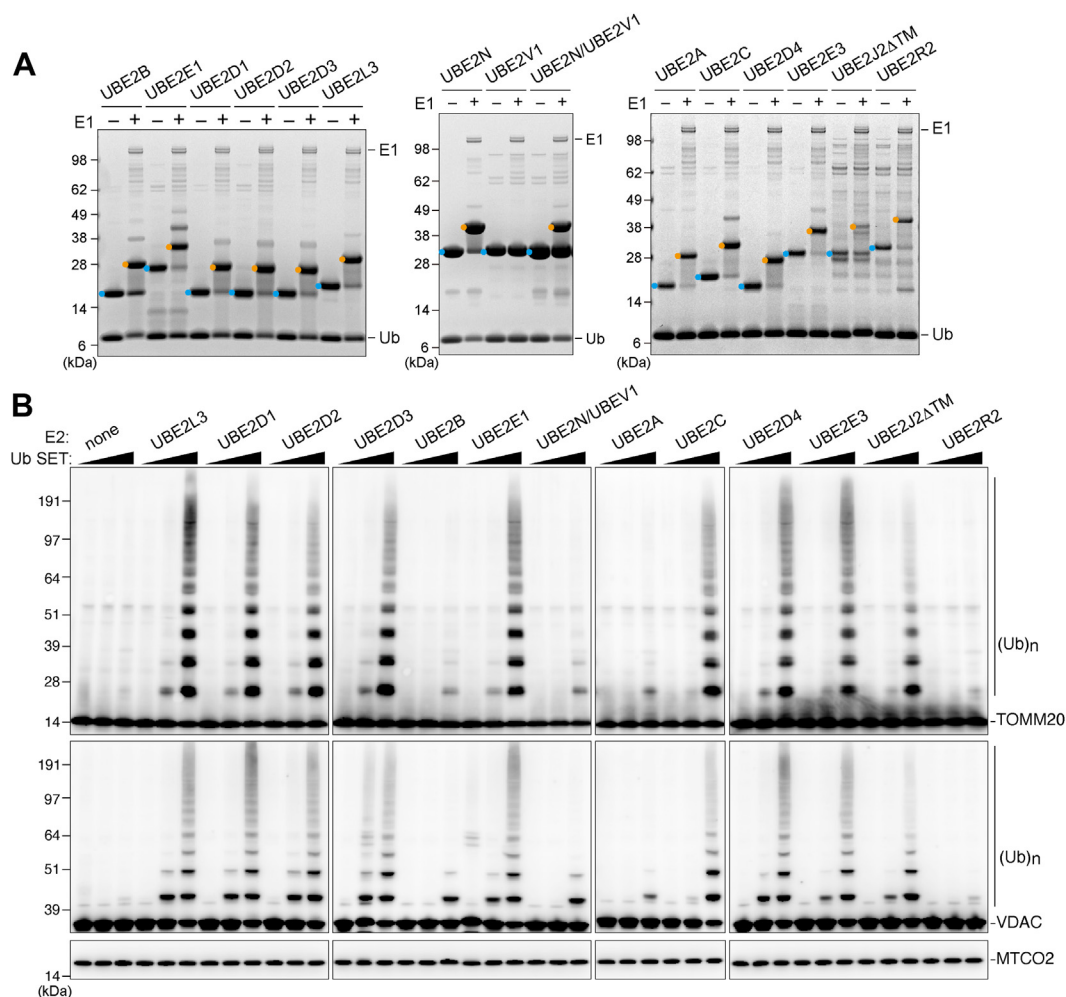 A
UBE2B UBE2E1 UBE2D1 UBE2D2 UBE2D3 UBE2L3
E1 – + – + – + – + – + – +
98
62
49
38
28
14
6
(kDa)
E1
Ub
UBE2N UBE2V1 UBE2N/UBE2V1
E1 – + – + – +
98
62
49
38
28
14
6
(kDa)
E1
Ub
UBE2A UBE2C UBE2D4 UBE2E3 UBE2J2ΔTM UBE2R2
E1 – + – + – + – + – + – +
98
62
49
38
28
14
6
(kDa)
E1
Ub
B
E2: none UBE2L3 UBE2D1 UBE2D2 UBE2D3 UBE2B UBE2E1 UBE2N/UBEV1 UBE2A UBE2C UBE2D4 UBE2E3 UBE2J2ΔTM UBE2R2
Ub SET:
191
97
64
51
39
28
14
(Ub)n
-TOMM20
191
97
64
51
39
(Ub)n
-VDAC
-MTCO2
14
(kDa)